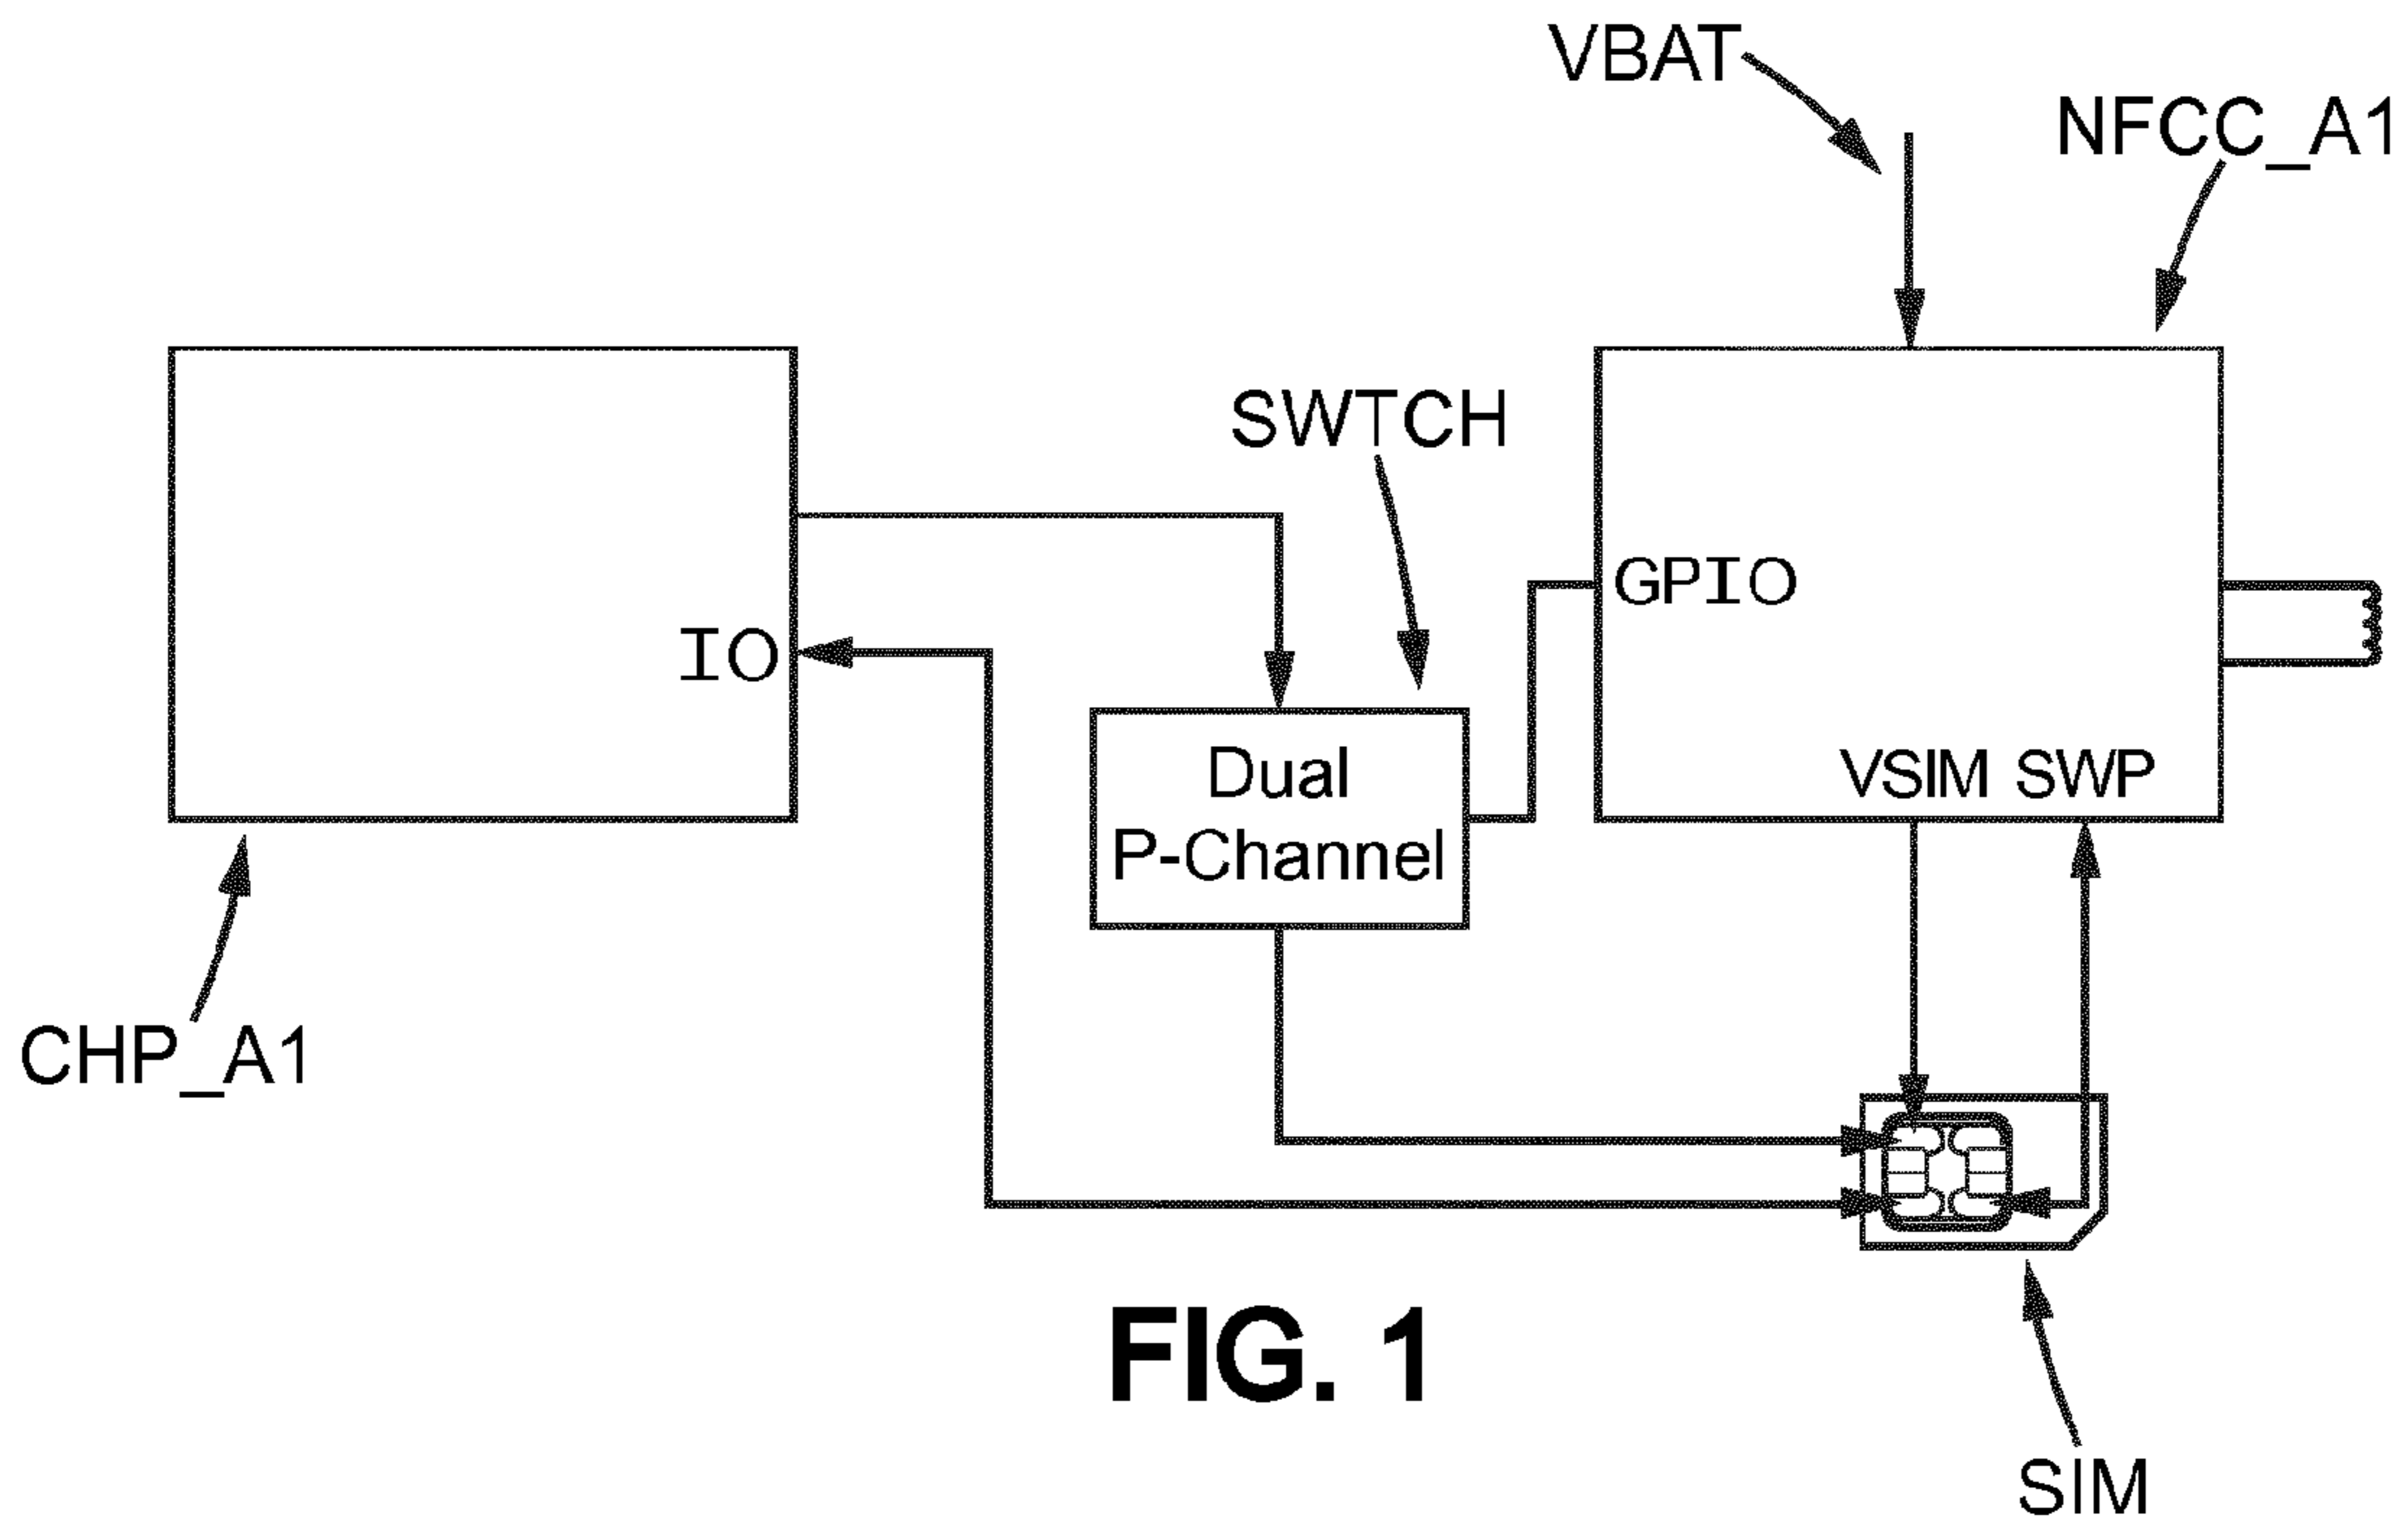 VBAT
NFCC_A1
SWTCH
GPIO
IO
Dual
P-Channel
VSIM SWP
CHP_A1
FIG. 1
SIM